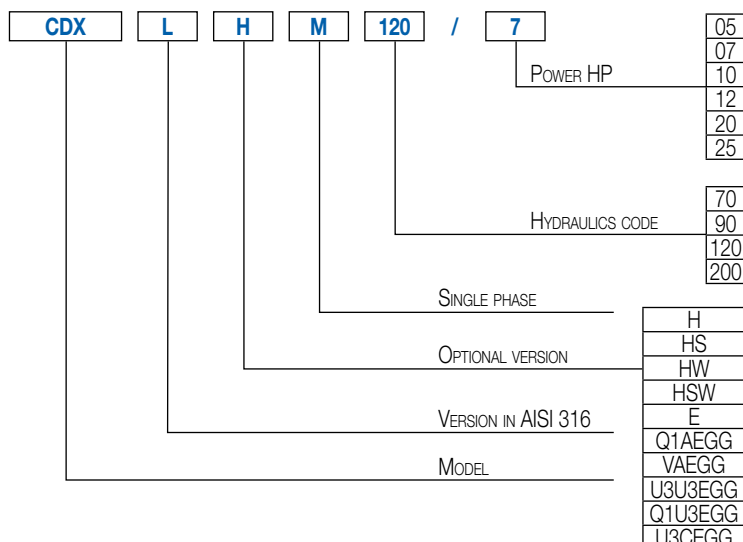 CDX L H M 120 / 7
05
07
POWER HP 10
12
20
25
70
HYDRAULICS CODE 90
120
200
SINGLE PHASE
H
HS
OPTIONAL VERSION HW
HSW
VERSION IN AISI 316 E
Q1AEGG
MODEL VAEGG
U3U3EGG
Q1U3EGG
U3CEGG